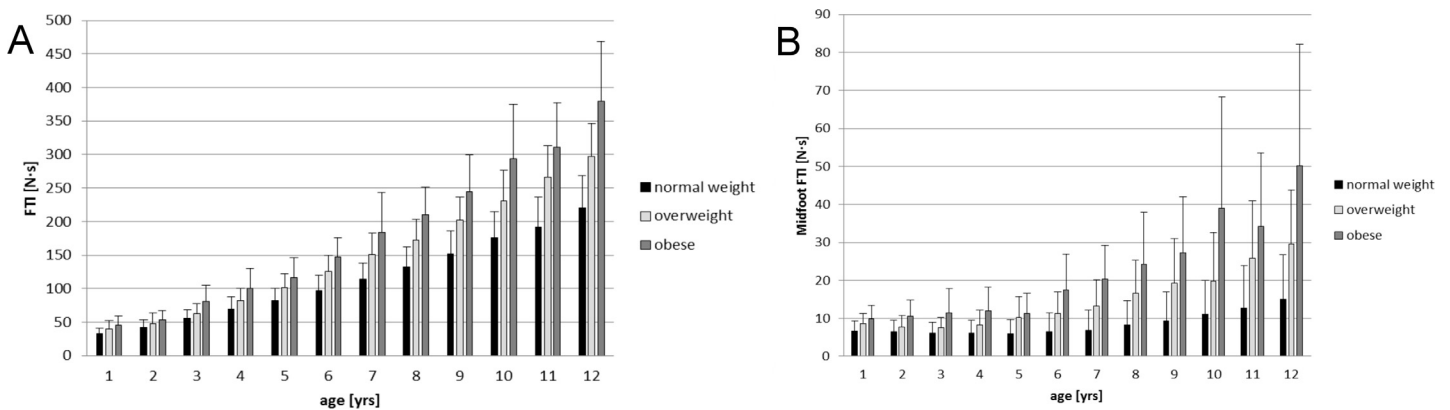 A
500
450
400
350
300
250
200
150
100
50
0
FTI [N·s]
1 2 3 4 5 6 7 8 9 10 11 12
age [yrs]
normal weight
overweight
obese
B
90
80
70
60
50
40
30
20
10
0
Midfoot FTI [N·s]
1 2 3 4 5 6 7 8 9 10 11 12
age [yrs]
normal weight
overweight
obese